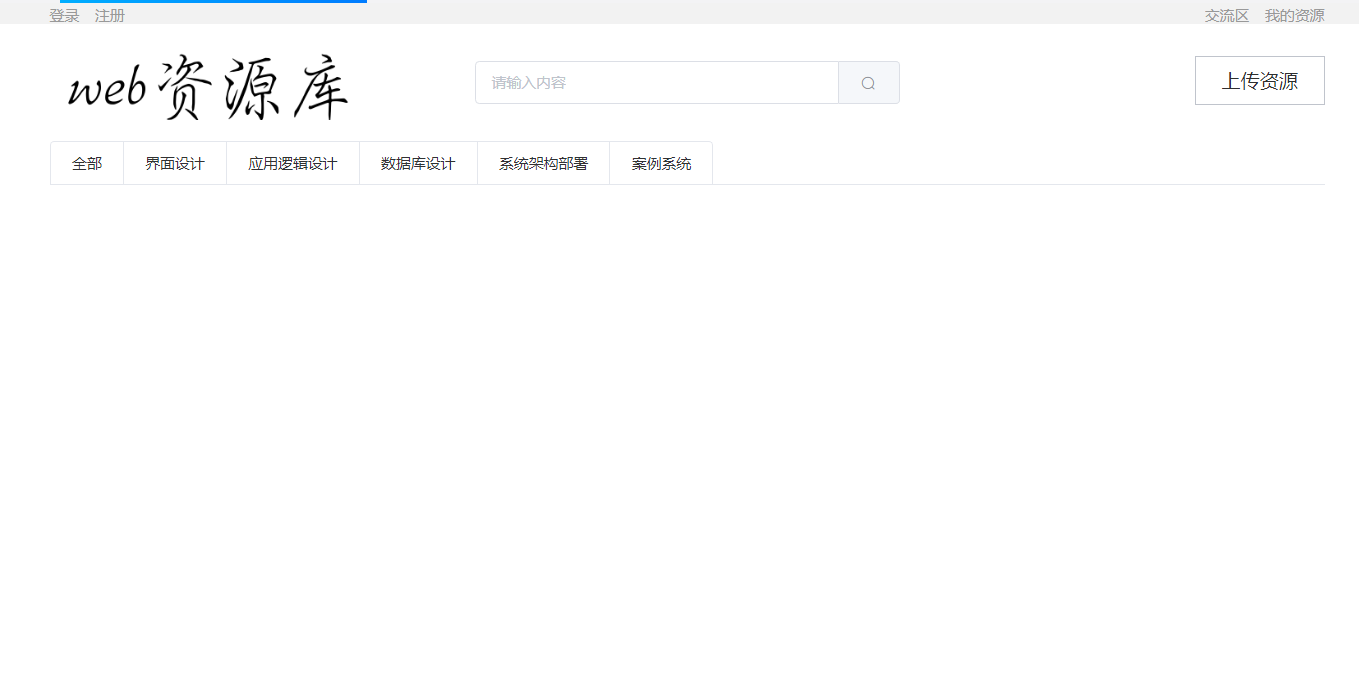 登录 注册 交流区 我的资源
web资源库 请输入内容 上传资源
全部 界面设计 应用逻辑设计 数据库设计 系统架构部署 案例系统